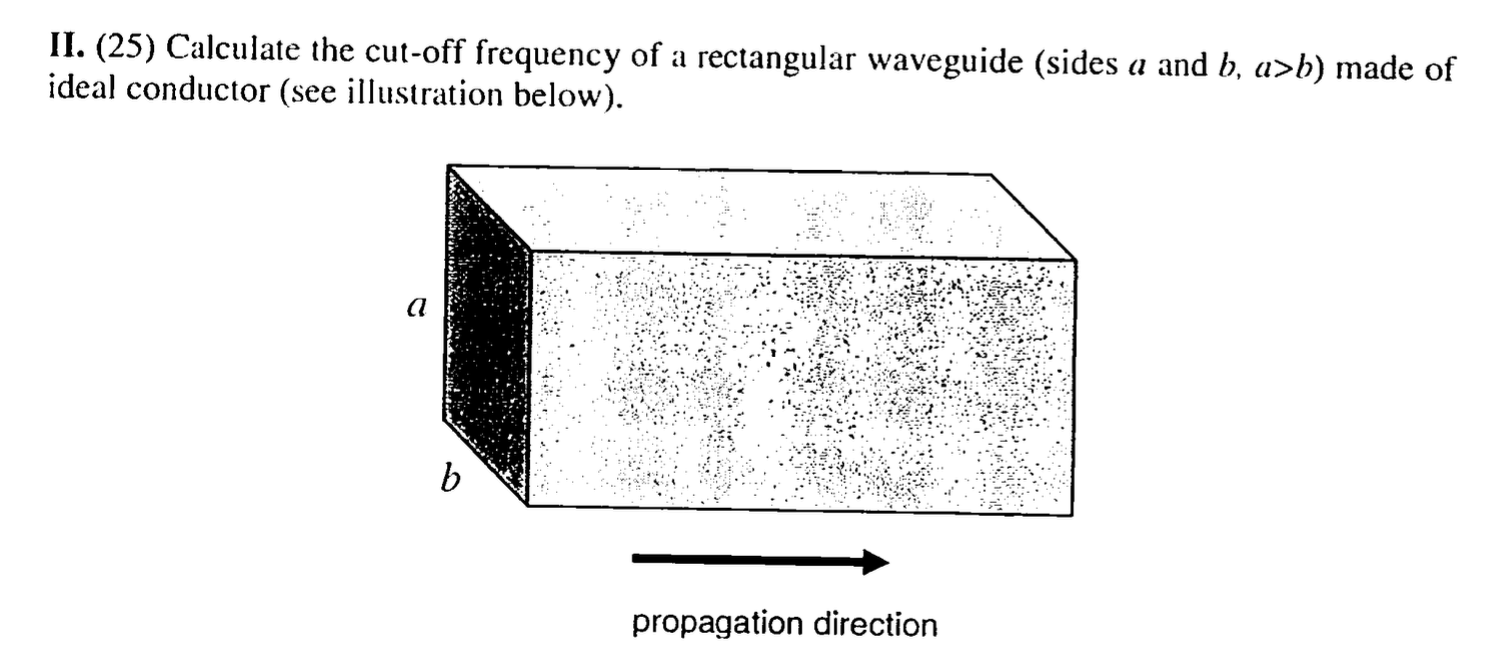 II. (25) Calculate the cut-off frequency of a rectangular waveguide (sides a and b, a>b) made of
ideal conductor (see illustration below).
a
b
propagation direction